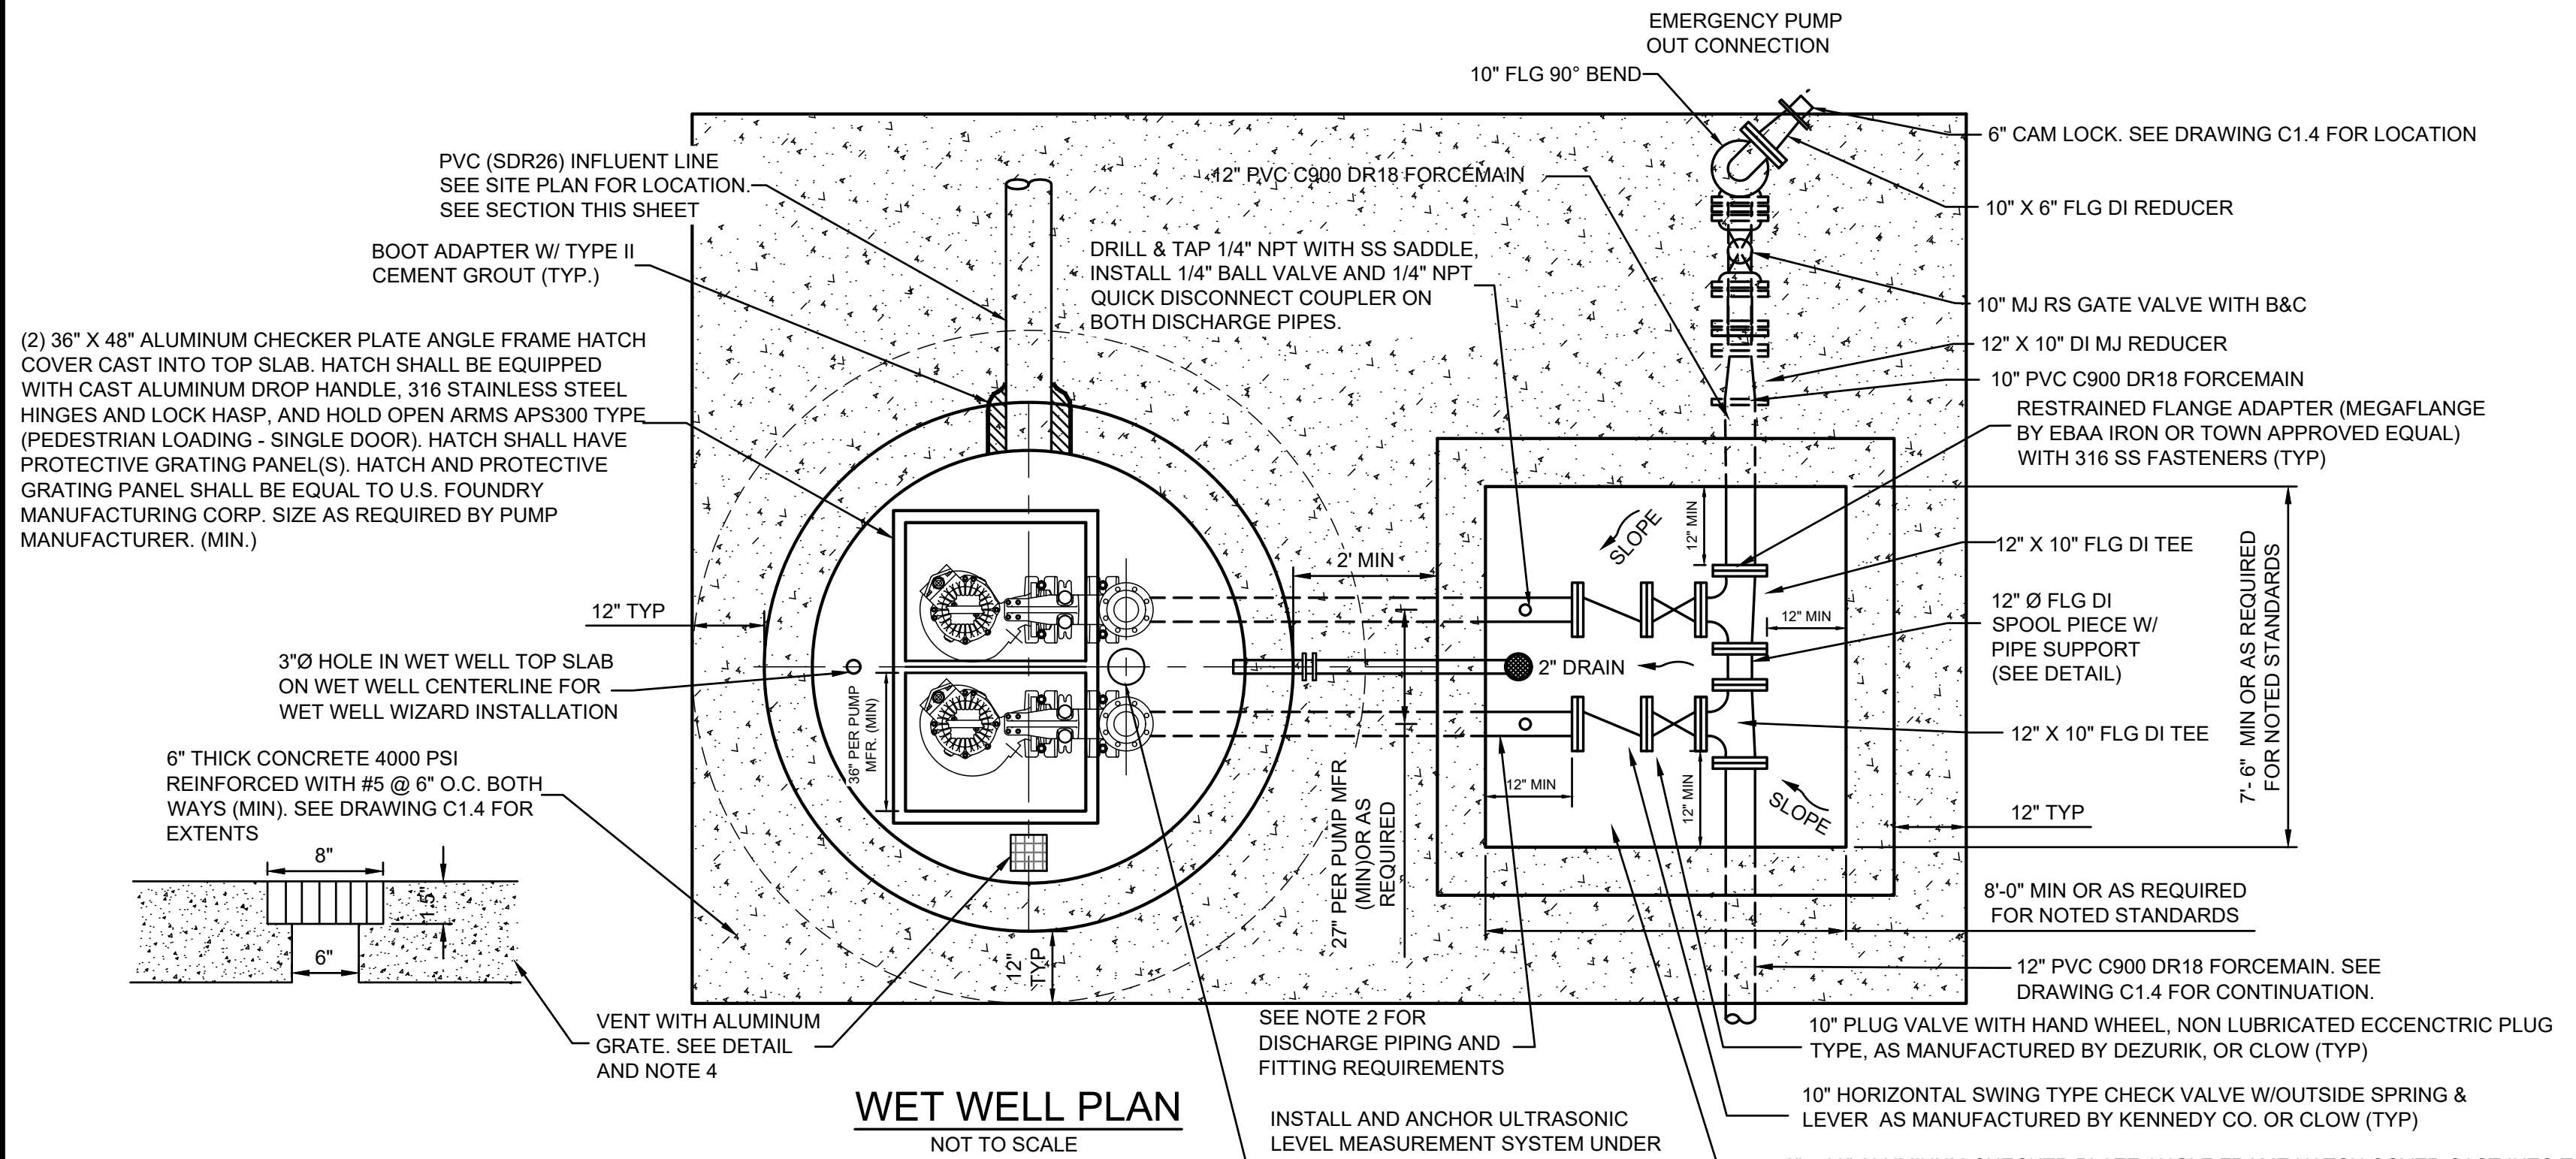 EMERGENCY PUMP
OUT CONNECTION
10" FLG 90° BEND
6" CAM LOCK. SEE DRAWING C1.4 FOR LOCATION
PVC (SDR26) INFLUENT LINE
SEE SITE PLAN FOR LOCATION.
SEE SECTION THIS SHEET
12" PVC C900 DR18 FORCEMAIN
10" X 6" FLG DI REDUCER
BOOT ADAPTER W/ TYPE II
CEMENT GROUT (TYP.)
DRILL & TAP 1/4" NPT WITH SS SADDLE,
INSTALL 1/4" BALL VALVE AND 1/4" NPT
QUICK DISCONNECT COUPLER ON
BOTH DISCHARGE PIPES.
10" MJ RS GATE VALVE WITH B&C
12" X 10" DI MJ REDUCER
10" PVC C900 DR18 FORCEMAIN
RESTRAINED FLANGE ADAPTER (MEGAFLANGE
BY EBAA IRON OR TOWN APPROVED EQUAL)
WITH 316 SS FASTENERS (TYP)
(2) 36" X 48" ALUMINUM CHECKER PLATE ANGLE FRAME HATCH
COVER CAST INTO TOP SLAB. HATCH SHALL BE EQUIPPED
WITH CAST ALUMINUM DROP HANDLE, 316 STAINLESS STEEL
HINGES AND LOCK HASP, AND HOLD OPEN ARMS APS300 TYPE
(PEDESTRIAN LOADING - SINGLE DOOR). HATCH SHALL HAVE
PROTECTIVE GRATING PANEL(S). HATCH AND PROTECTIVE
GRATING PANEL SHALL BE EQUAL TO U.S. FOUNDRY
MANUFACTURING CORP. SIZE AS REQUIRED BY PUMP
MANUFACTURER. (MIN.)
12" MIN
SLOPE
2' MIN
12" X 10" FLG DI TEE
7'- 6" MIN OR AS REQUIRED
FOR NOTED STANDARDS
12" TYP
12" MIN
12" Ø FLG DI
SPOOL PIECE W/
PIPE SUPPORT
(SEE DETAIL)
3"Ø HOLE IN WET WELL TOP SLAB
ON WET WELL CENTERLINE FOR
WET WELL WIZARD INSTALLATION
2" DRAIN
36" PER PUMP
MFR. (MIN)
12" X 10" FLG DI TEE
6" THICK CONCRETE 4000 PSI
REINFORCED WITH #5 @ 6" O.C. BOTH
WAYS (MIN). SEE DRAWING C1.4 FOR
EXTENTS
12" MIN
12" MIN
SLOPE
12" TYP
27" PER PUMP MFR
(MIN)OR AS
REQUIRED
8"
1.5"
6"
8'-0" MIN OR AS REQUIRED
FOR NOTED STANDARDS
12"
TYP
12" PVC C900 DR18 FORCEMAIN. SEE
DRAWING C1.4 FOR CONTINUATION.
VENT WITH ALUMINUM
GRATE. SEE DETAIL
AND NOTE 4
SEE NOTE 2 FOR
DISCHARGE PIPING AND
FITTING REQUIREMENTS
10" PLUG VALVE WITH HAND WHEEL, NON LUBRICATED ECCENCTRIC PLUG
TYPE, AS MANUFACTURED BY DEZURIK, OR CLOW (TYP)
10" HORIZONTAL SWING TYPE CHECK VALVE W/OUTSIDE SPRING &
LEVER AS MANUFACTURED BY KENNEDY CO. OR CLOW (TYP)
WET WELL PLAN
NOT TO SCALE
INSTALL AND ANCHOR ULTRASONIC
LEVEL MEASUREMENT SYSTEM UNDER